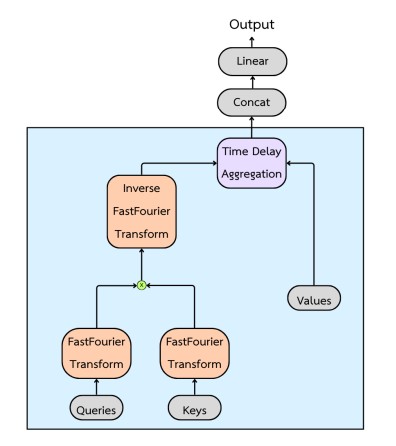 Output
Linear
Concat
Time Delay
Aggregation
Inverse
FastFourier
Transform
x
Values
FastFourier
Transform
FastFourier
Transform
Queries
Keys